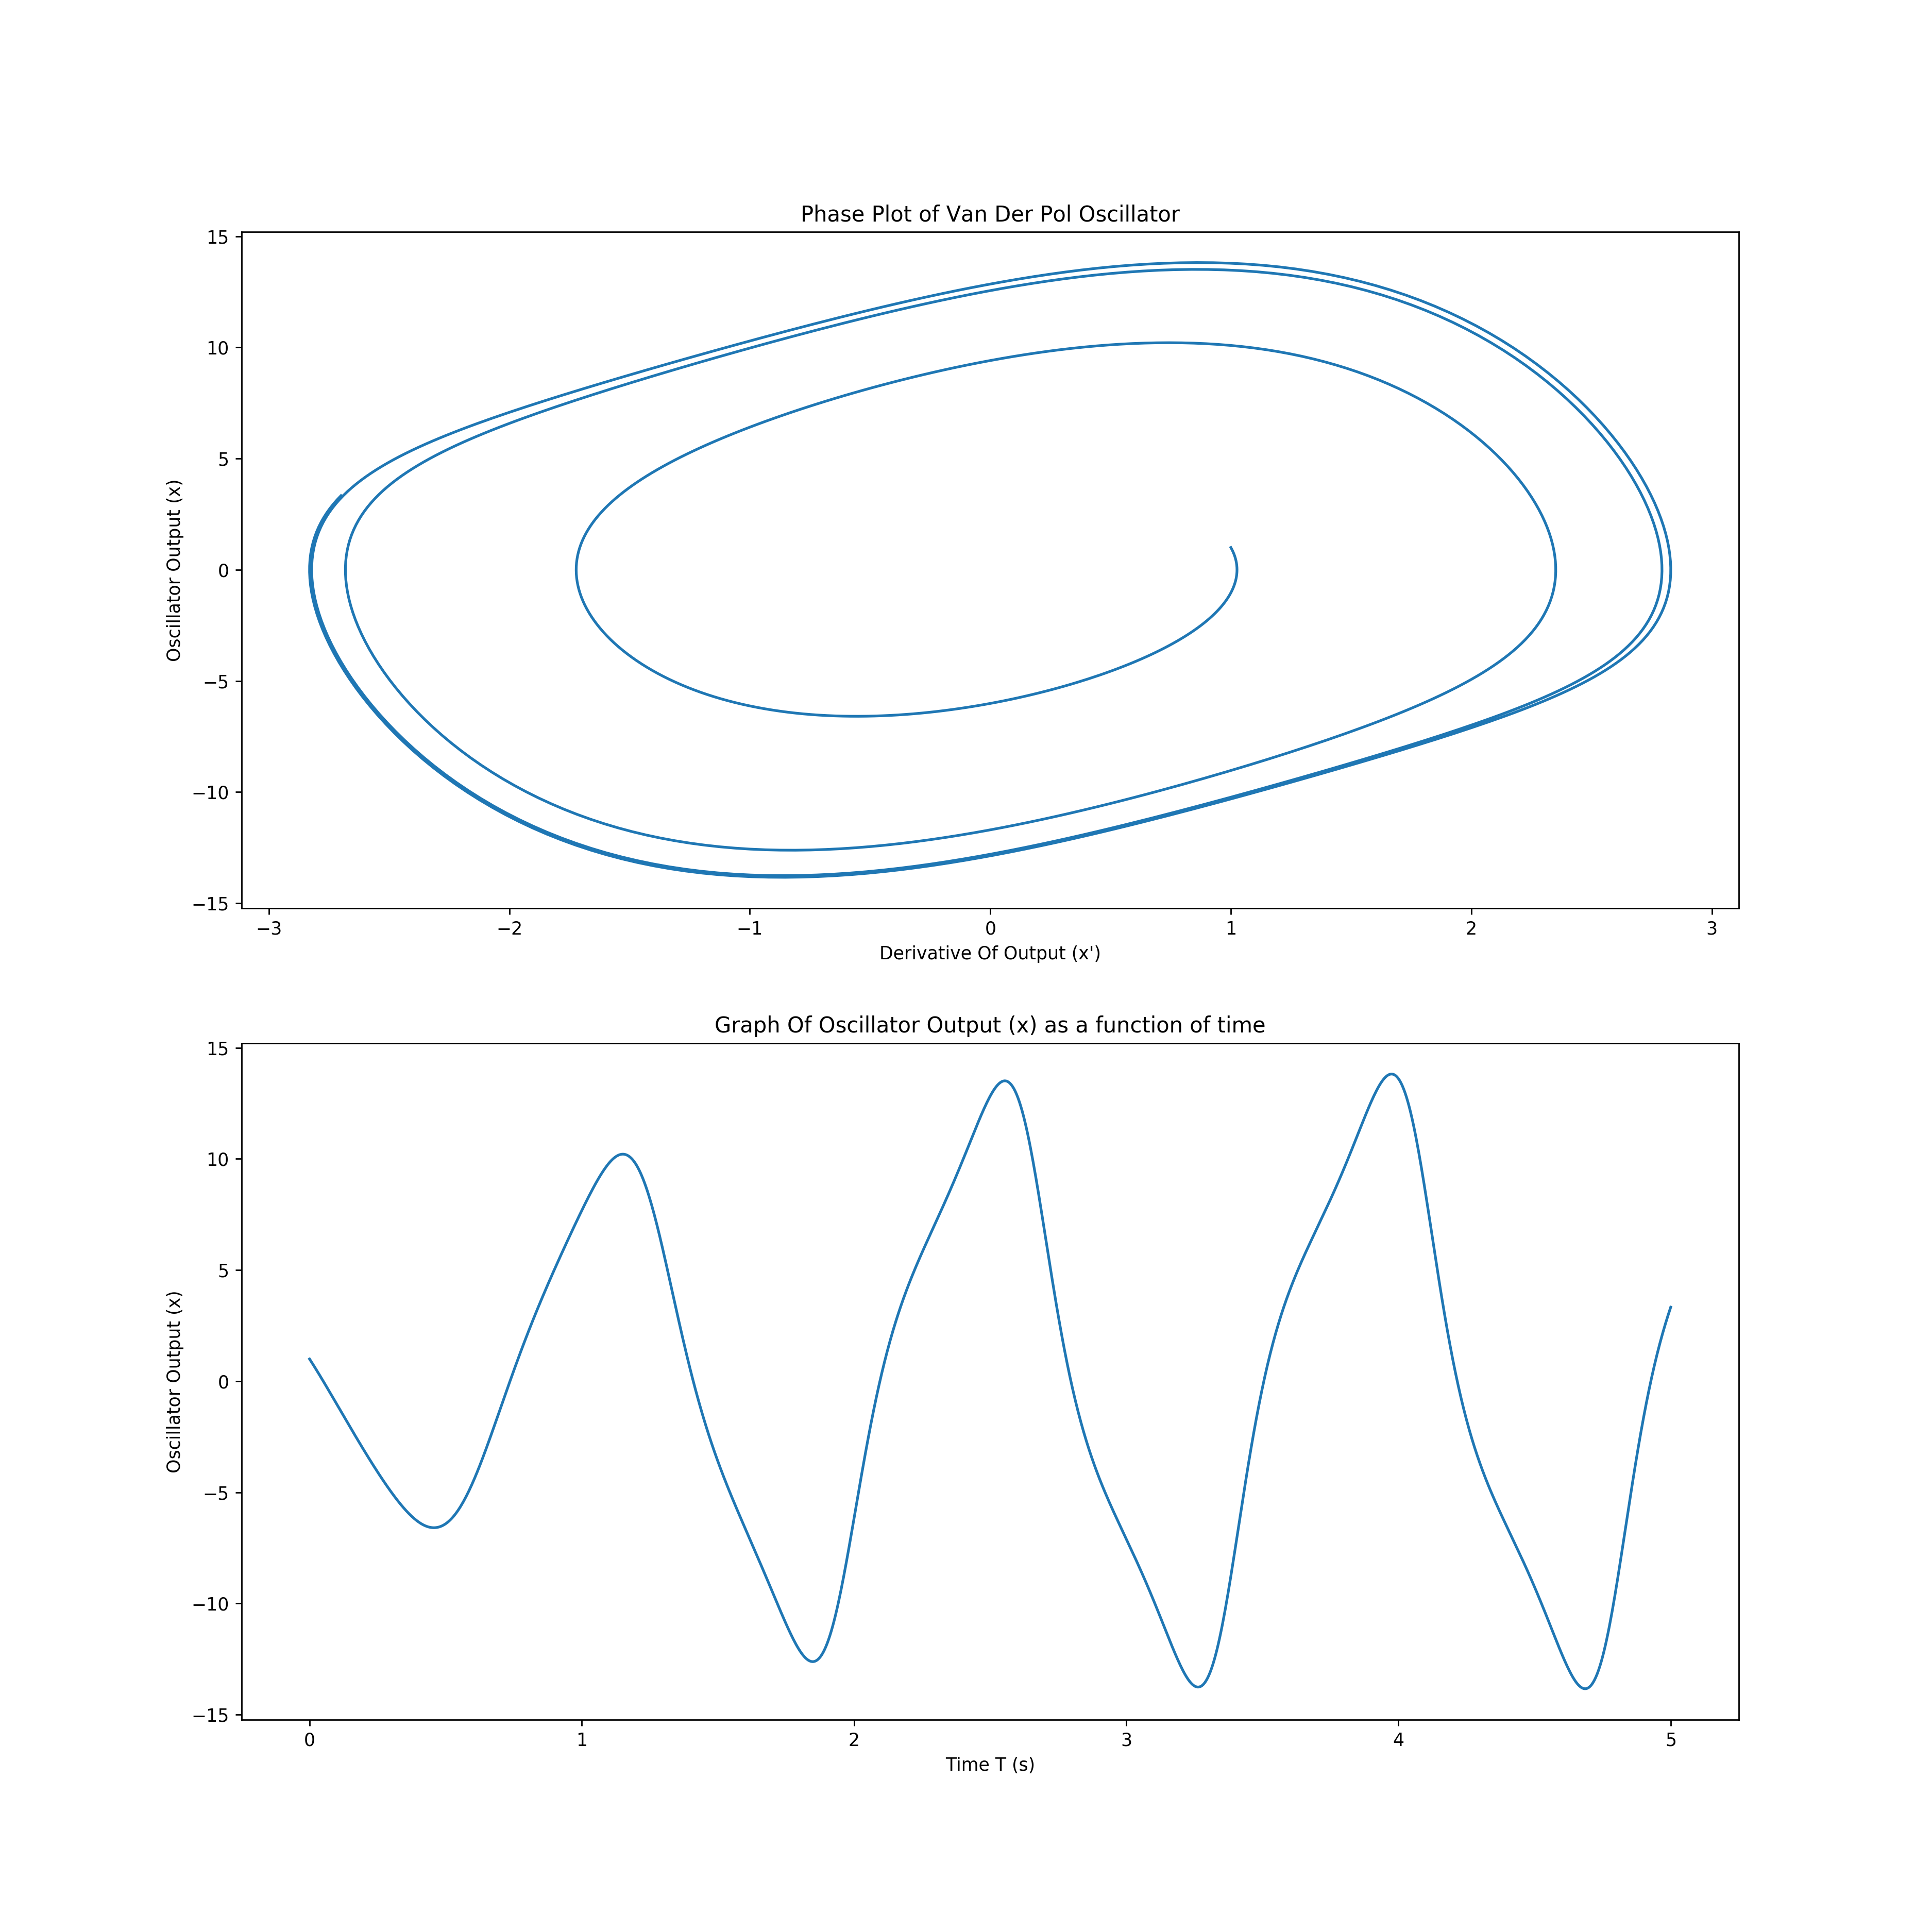 Phase Plot of Van Der Pol Oscillator
15
10
5
0
−5
−10
−15
Oscillator Output (x)
−3 −2 −1 0 1 2 3
Derivative Of Output (x')
Graph Of Oscillator Output (x) as a function of time
15
10
5
0
−5
−10
−15
Oscillator Output (x)
0 1 2 3 4 5
Time T (s)